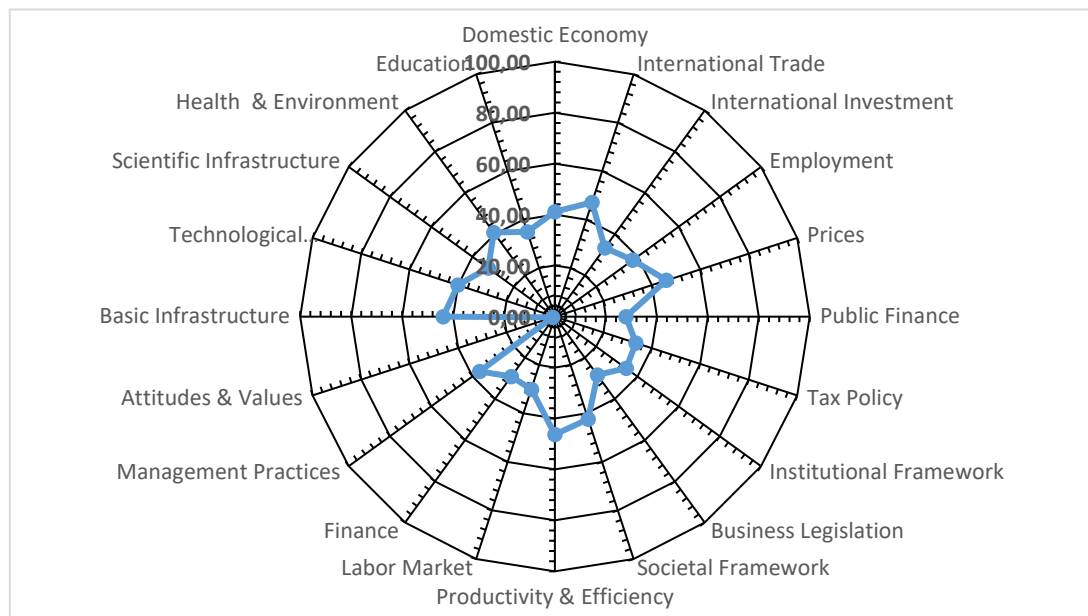 Domestic Economy
International Trade
International Investment
Employment
Prices
Public Finance
Tax Policy
Institutional Framework
Business Legislation
Societal Framework
Productivity & Efficiency
Labor Market
Finance
Management Practices
Attitudes & Values
Basic Infrastructure
Technological...
Scientific Infrastructure
Health & Environment
Education
100,00
80,00
60,00
40,00
20,00
0,00